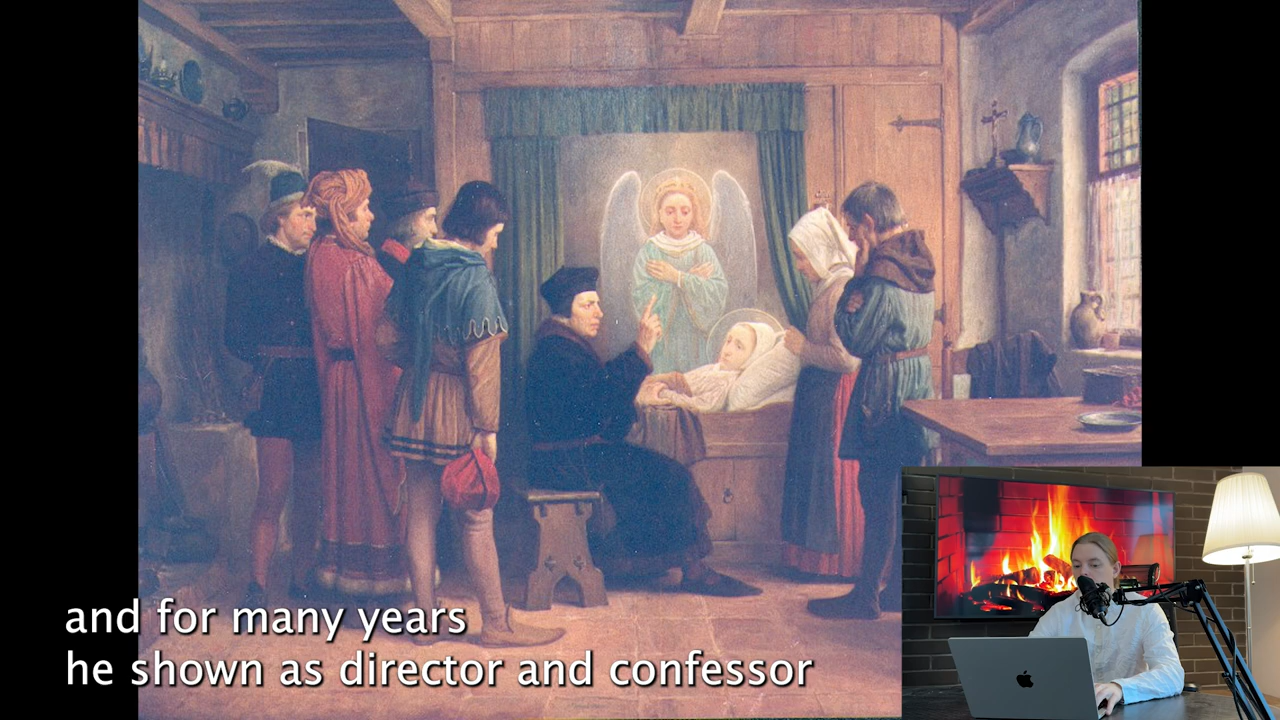 and for many years
he shown as director and confessor